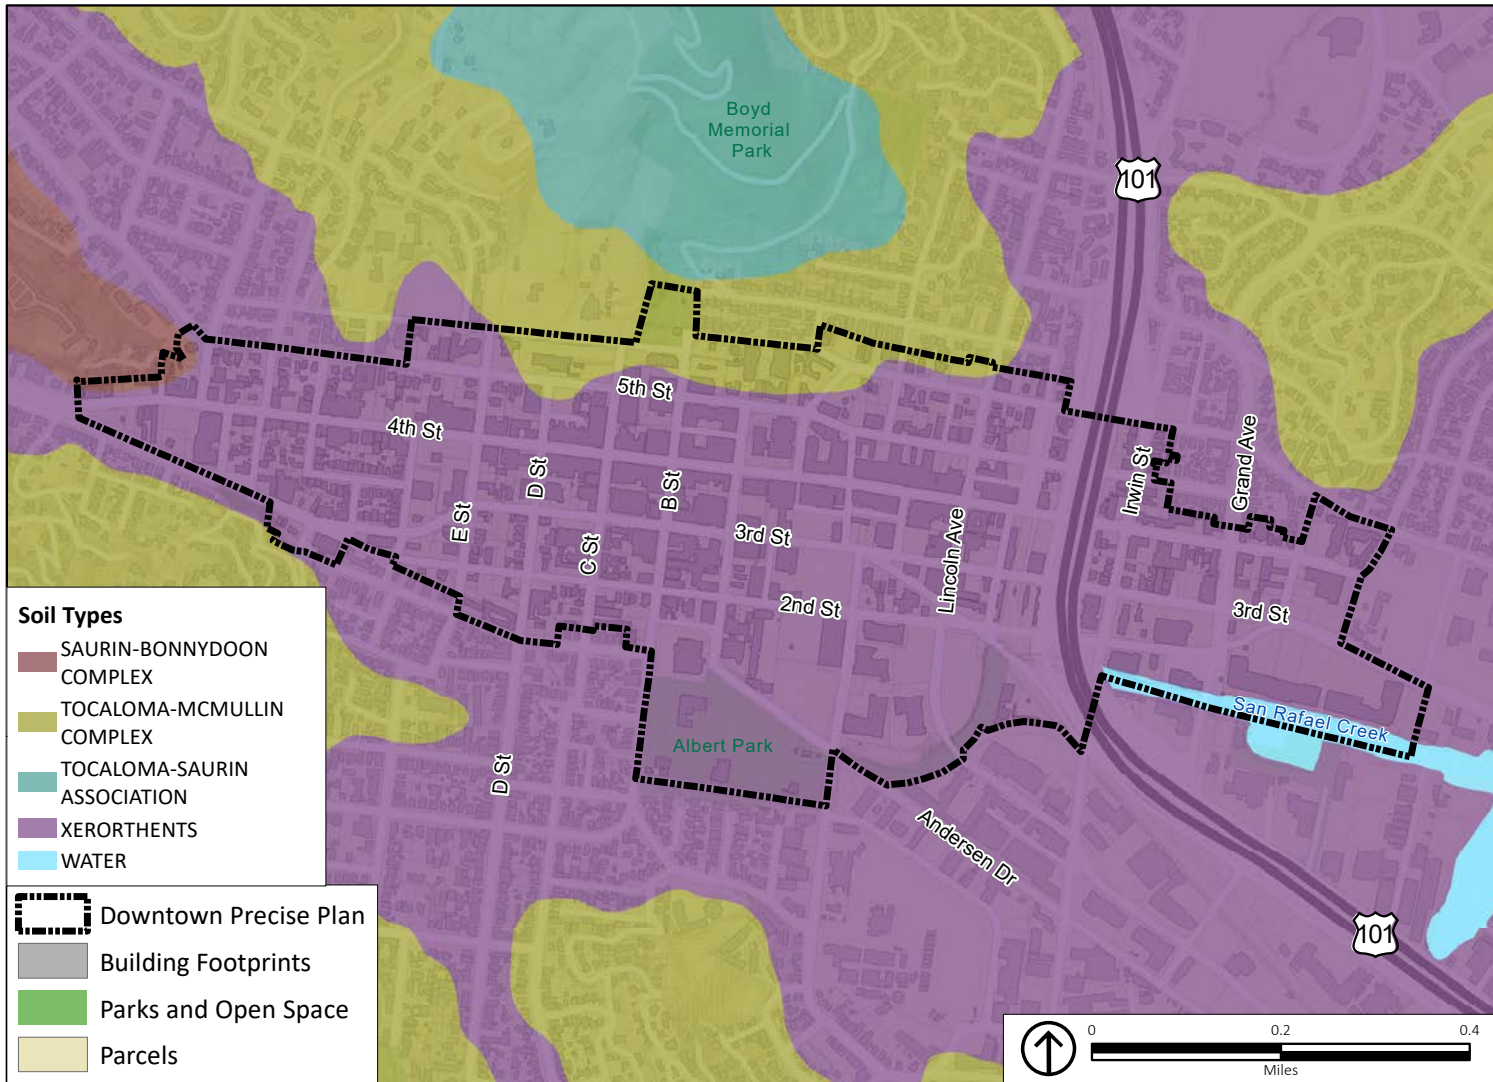 Boyd
Memorial
Park
101
5th St
4th St
Grand Ave
Irwin St
D St
B St
E St
3rd St
C St
Lincoln Ave
2nd St
3rd St
San Rafael Creek
Albert Park
D St
Andersen Dr
101
Soil Types
SAURIN-BONNYDOON
COMPLEX
TOCALOMA-MCMULLIN
COMPLEX
TOCALOMA-SAURIN
ASSOCIATION
XERORTHENTS
WATER
Downtown Precise Plan
Building Footprints
Parks and Open Space
Parcels
0 0.2 0.4
Miles